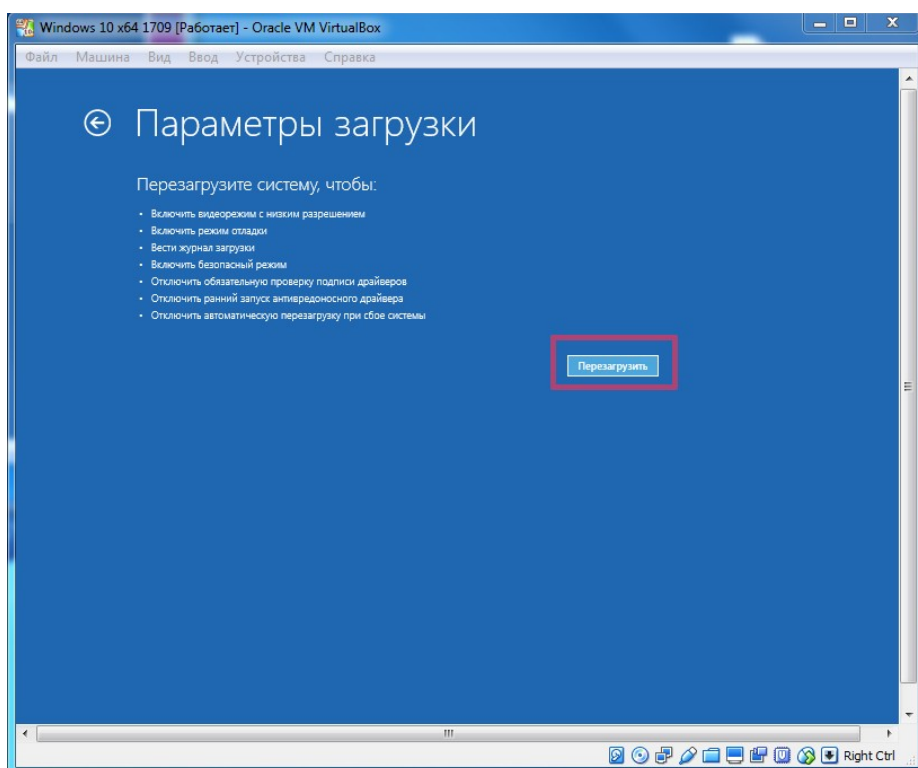 Windows 10 x64 1709 [Работает] - Oracle VM VirtualBox
Файл Машина Вид Ввод Устройства Справка
Параметры загрузки
Перезагрузите систему, чтобы:
• Включить видеорежим с низким разрешением
• Включить режим отладки
• Вести журнал загрузки
• Включить безопасный режим
• Отключить обязательную проверку подписи драйверов
• Отключить ранний запуск антивредоносного драйвера
• Отключить автоматическую перезагрузку при сбое системы
Перезагрузить
Right Ctrl